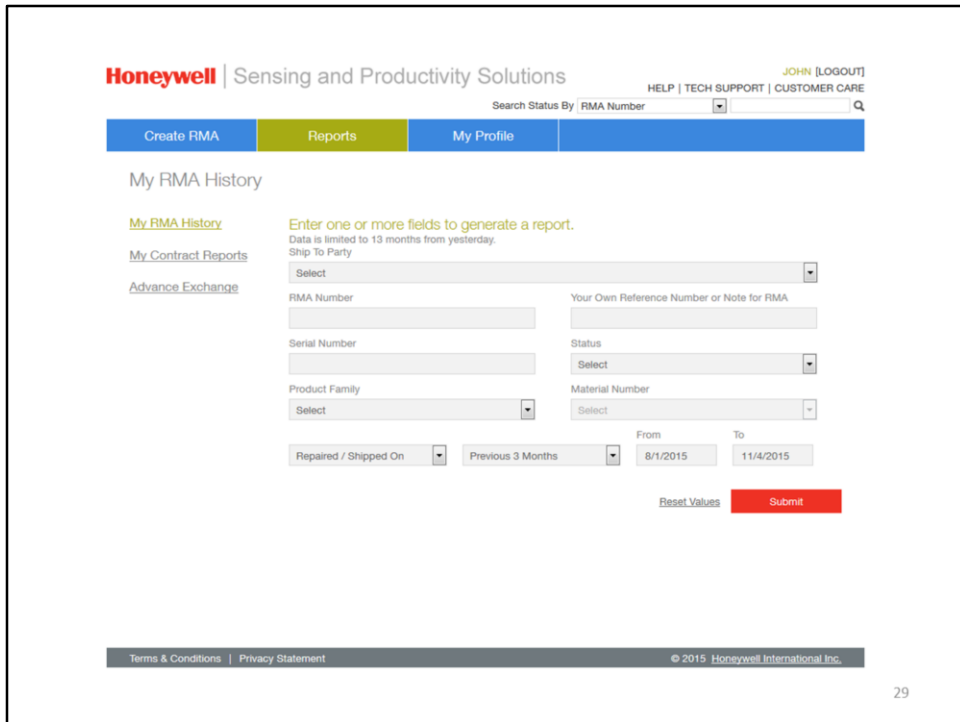 Honeywell | Sensing and Productivity Solutions
JOHN [LOGOUT]
HELP | TECH SUPPORT | CUSTOMER CARE
Search Status By RMA Number
Create RMA Reports My Profile
My RMA History
My RMA History
My Contract Reports
Advance Exchange
Enter one or more fields to generate a report.
Data is limited to 13 months from yesterday.
Ship To Party
Select
RMA Number Your Own Reference Number or Note for RMA
Serial Number Status
Select
Product Family Material Number
Select Select
From To
Repaired / Shipped On Previous 3 Months 8/1/2015 11/4/2015
Reset Values Submit
Terms & Conditions | Privacy Statement © 2015 Honeywell International Inc.
29